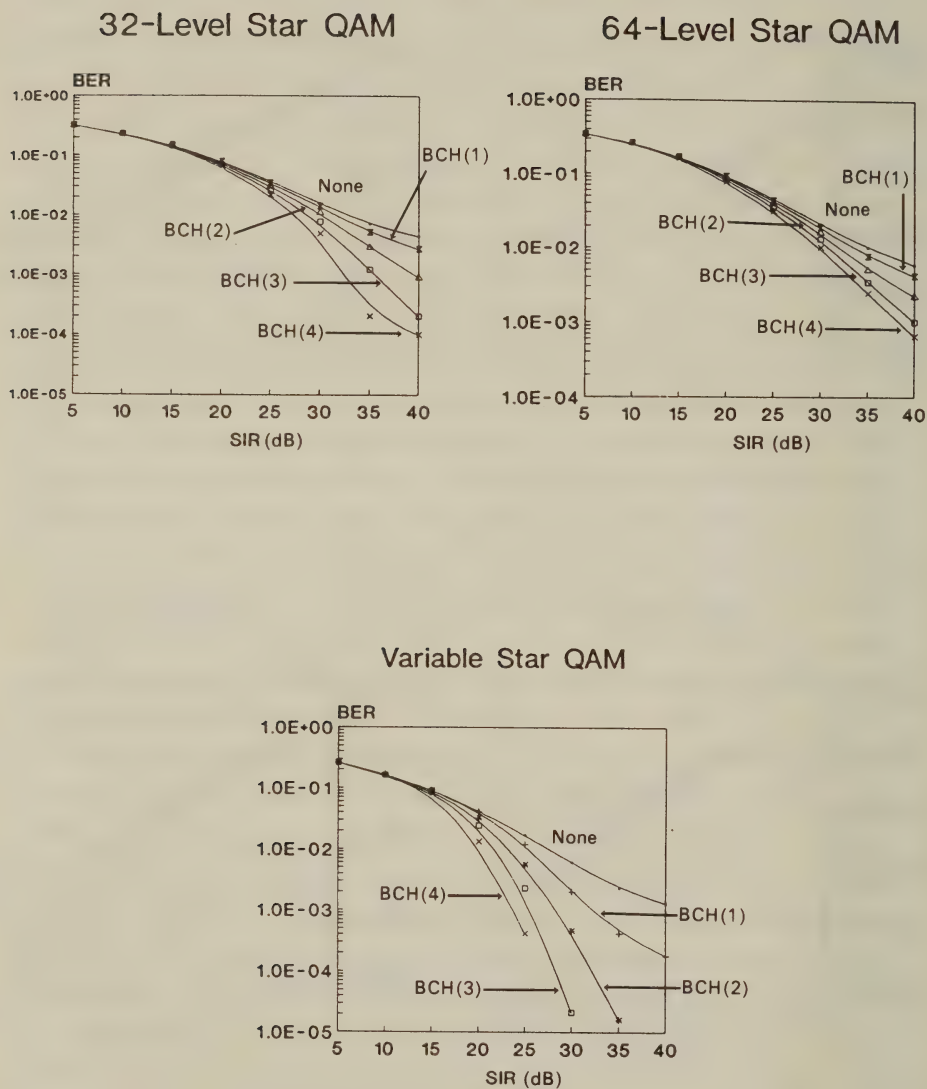 32-Level Star QAM
BER
1.0E+00
1.0E-01
1.0E-02
1.0E-03
1.0E-04
1.0E-05
None
BCH(1)
BCH(2)
BCH(3)
BCH(4)
5 10 15 20 25 30 35 40
SIR (dB)
64-Level Star QAM
BER
1.0E+00
1.0E-01
1.0E-02
1.0E-03
1.0E-04
BCH(1)
None
BCH(2)
BCH(3)
BCH(4)
5 10 15 20 25 30 35 40
SIR (dB)
Variable Star QAM
BER
1.0E+00
1.0E-01
1.0E-02
1.0E-03
1.0E-04
1.0E-05
None
BCH(4)
BCH(1)
BCH(3)
BCH(2)
5 10 15 20 25 30 35 40
SIR (dB)